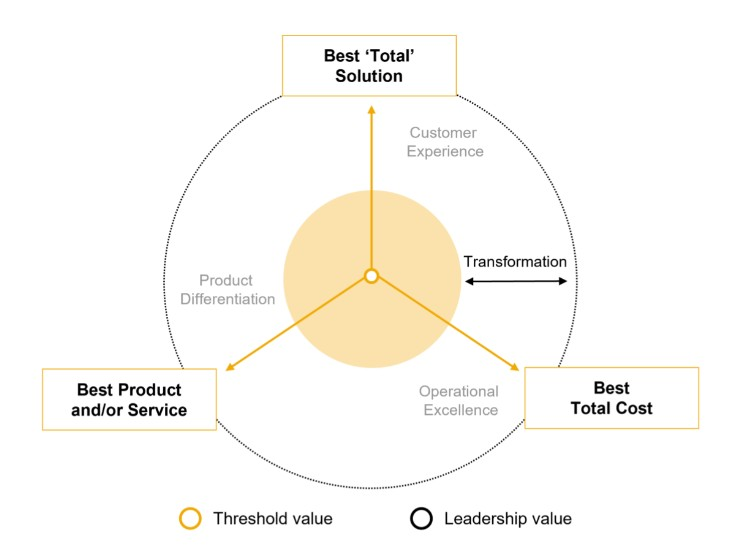 Best ‘Total’
Solution
Customer
Experience
Transformation
Product
Differentiation
Operational
Excellence
Best Product
and/or Service
Best
Total Cost
Threshold value
Leadership value